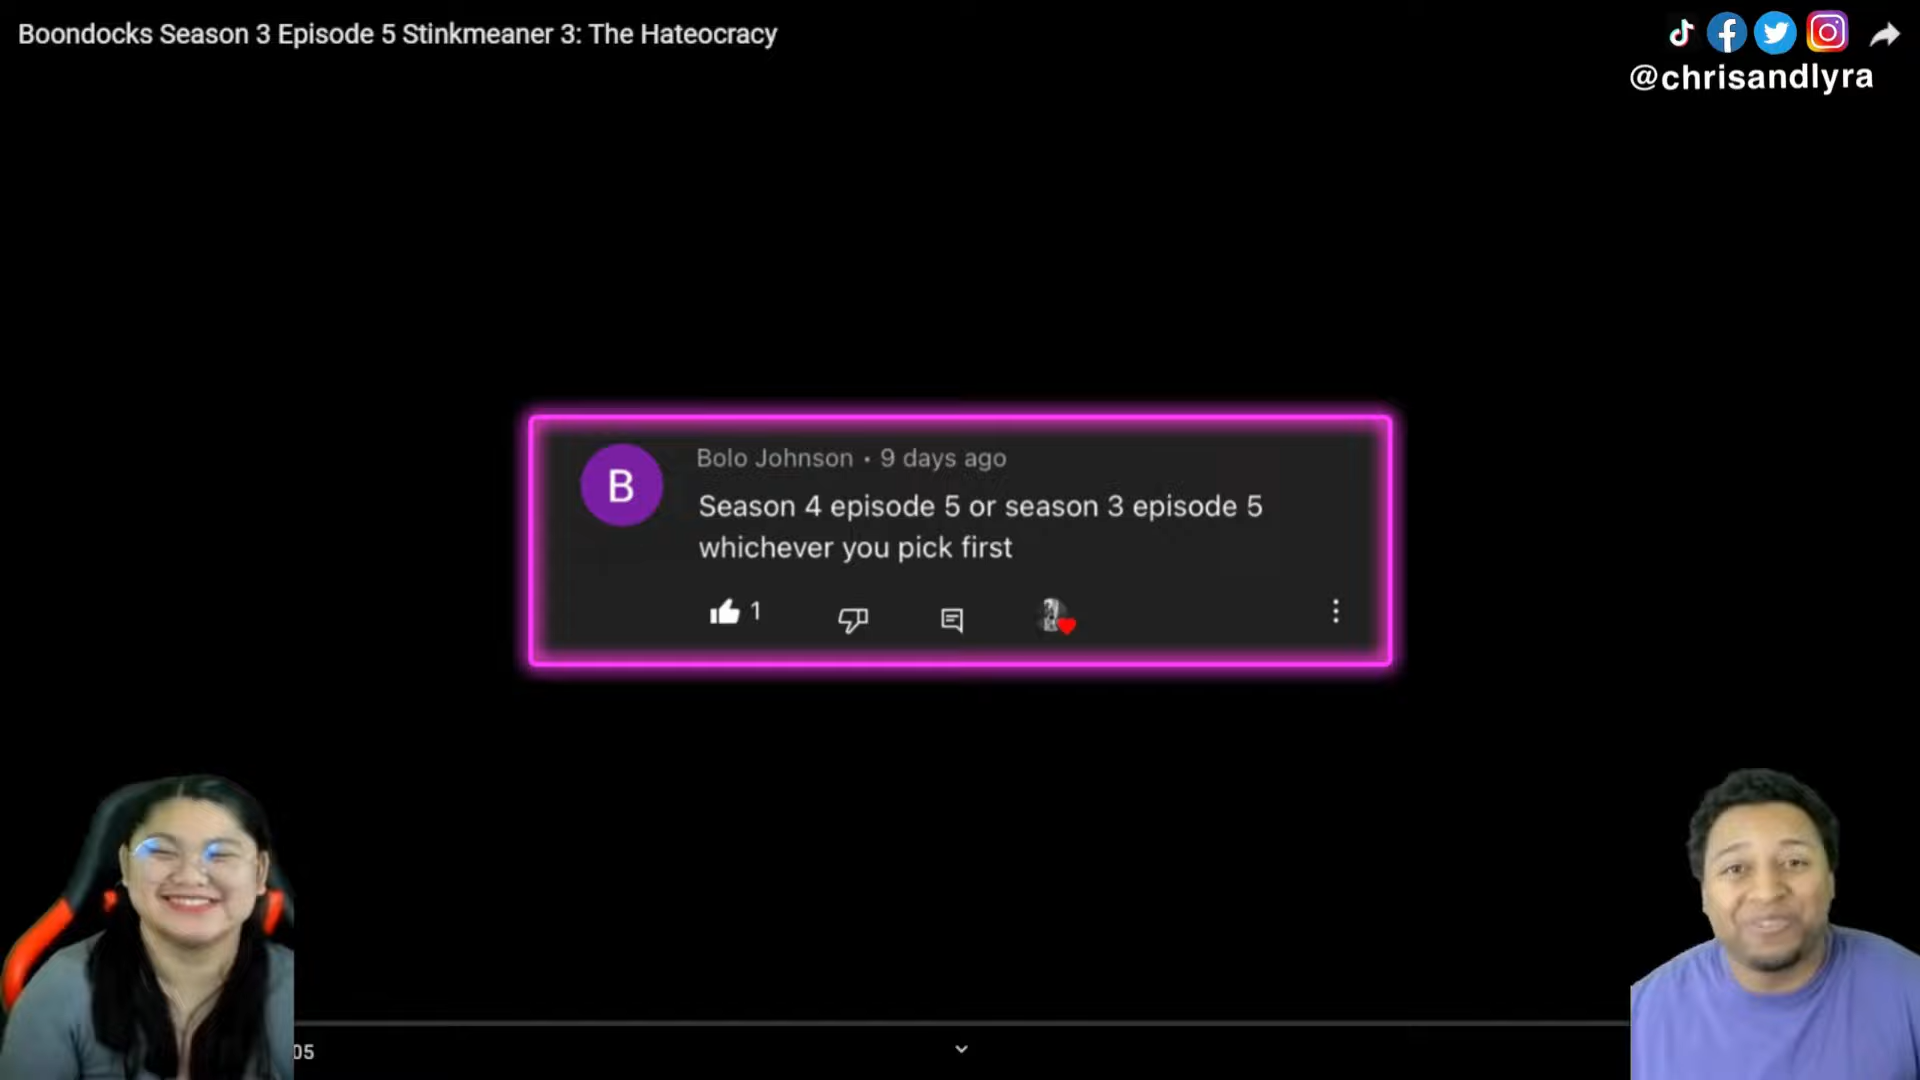 Boondocks Season 3 Episode 5 Stinkmeaner 3: The Hateocracy
@chrisandlyra
B
Bolo Johnson • 9 days ago
Season 4 episode 5 or season 3 episode 5
whichever you pick first
1
05